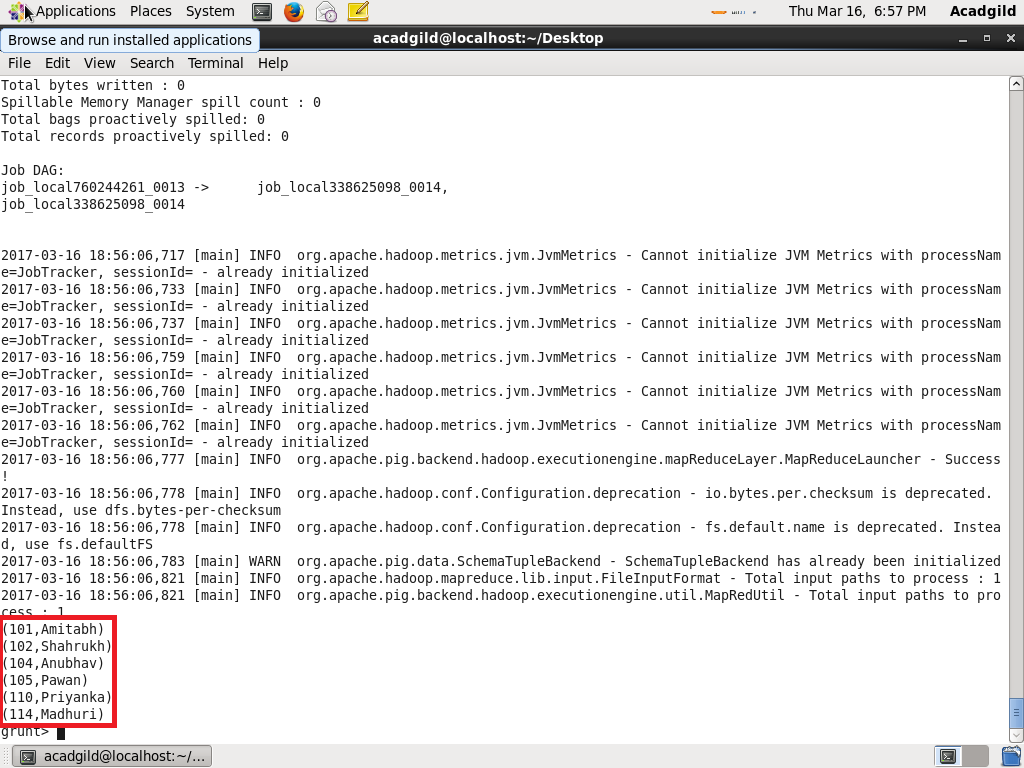 Applications Places System Thu Mar 16, 6:57 PM Acadgild
Browse and run installed applications
acadgild@localhost:~/Desktop
File Edit View Search Terminal Help
Total bytes written : 0
Spillable Memory Manager spill count : 0
Total bags proactively spilled: 0
Total records proactively spilled: 0
Job DAG:
job_local760244261_0013 -> job_local338625098_0014,
job_local338625098_0014
2017-03-16 18:56:06,717 [main] INFO org.apache.hadoop.metrics.jvm.JvmMetrics - Cannot initialize JVM Metrics with processNam
e=JobTracker, sessionId= - already initialized
2017-03-16 18:56:06,733 [main] INFO org.apache.hadoop.metrics.jvm.JvmMetrics - Cannot initialize JVM Metrics with processNam
e=JobTracker, sessionId= - already initialized
2017-03-16 18:56:06,737 [main] INFO org.apache.hadoop.metrics.jvm.JvmMetrics - Cannot initialize JVM Metrics with processNam
e=JobTracker, sessionId= - already initialized
2017-03-16 18:56:06,759 [main] INFO org.apache.hadoop.metrics.jvm.JvmMetrics - Cannot initialize JVM Metrics with processNam
e=JobTracker, sessionId= - already initialized
2017-03-16 18:56:06,760 [main] INFO org.apache.hadoop.metrics.jvm.JvmMetrics - Cannot initialize JVM Metrics with processNam
e=JobTracker, sessionId= - already initialized
2017-03-16 18:56:06,762 [main] INFO org.apache.hadoop.metrics.jvm.JvmMetrics - Cannot initialize JVM Metrics with processNam
e=JobTracker, sessionId= - already initialized
2017-03-16 18:56:06,777 [main] INFO org.apache.pig.backend.hadoop.executionengine.mapReduceLayer.MapReduceLauncher - Success
!
2017-03-16 18:56:06,778 [main] INFO org.apache.hadoop.conf.Configuration.deprecation - io.bytes.per.checksum is deprecated.
Instead, use dfs.bytes-per-checksum
2017-03-16 18:56:06,778 [main] INFO org.apache.hadoop.conf.Configuration.deprecation - fs.default.name is deprecated. Instea
d, use fs.defaultFS
2017-03-16 18:56:06,783 [main] WARN org.apache.pig.data.SchemaTupleBackend - SchemaTupleBackend has already been initialized
2017-03-16 18:56:06,821 [main] INFO org.apache.hadoop.mapreduce.lib.input.FileInputFormat - Total input paths to process : 1
2017-03-16 18:56:06,821 [main] INFO org.apache.pig.backend.hadoop.executionengine.util.MapRedUtil - Total input paths to pro
cess : 1
(101,Amitabh)
(102,Shahrukh)
(104,Anubhav)
(105,Pawan)
(110,Priyanka)
(114,Madhuri)
grunt>
acadgild@localhost:~/...